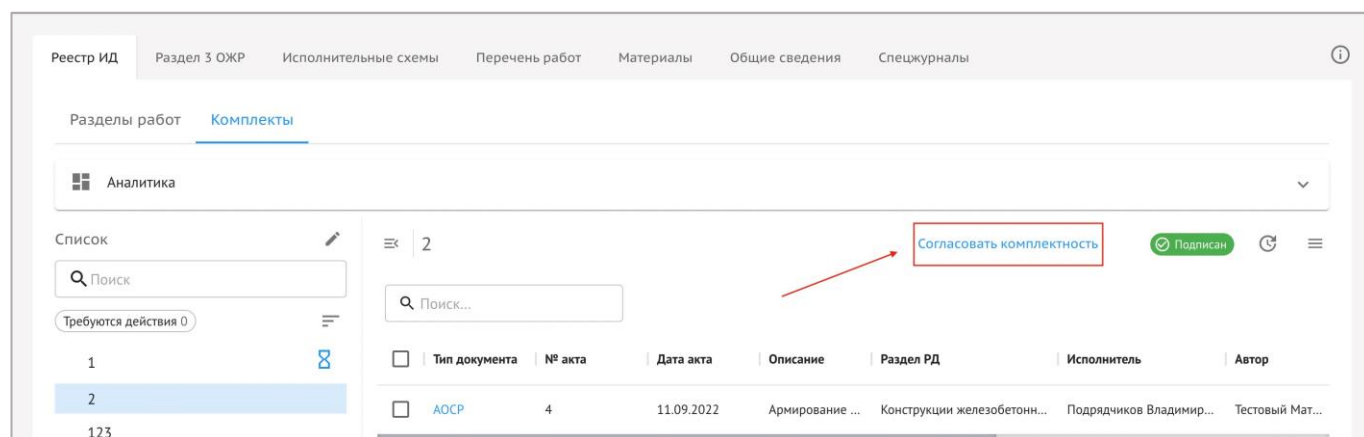 Реестр ИД Раздел 3 ОЖР Исполнительные схемы Перечень работ Материалы Общие сведения Спецжурналы
Разделы работ Комплекты
Аналитика
Список
Поиск
Требуются действия 0
1
2
123
2 Согласовать комплектность Подписан
Поиск...
Тип документа № акта Дата акта Описание Раздел РД Исполнитель Автор
АОСР 4 11.09.2022 Армирование ... Конструкции железобетонн... Подрядчиков Владимир... Тестовый Мат...